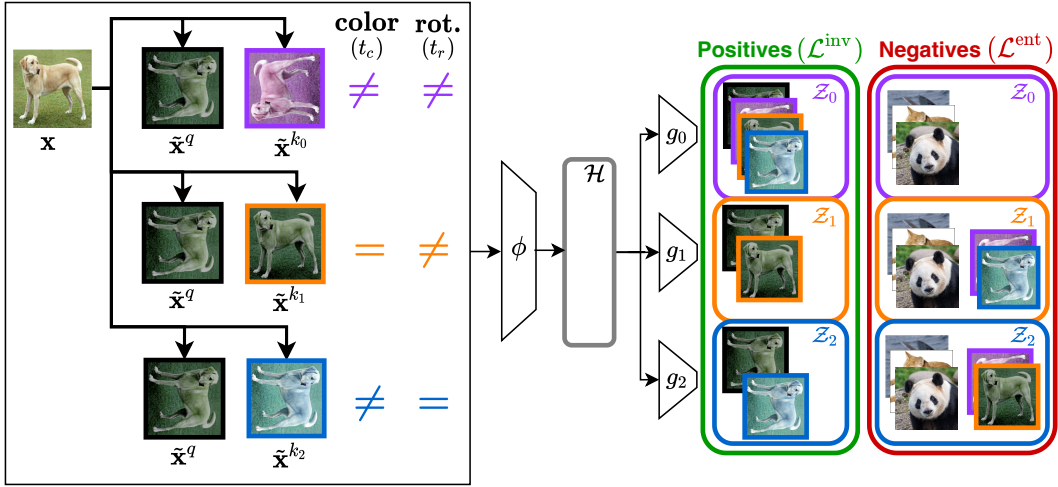 color rot.
(t_c) (t_r)
x
x̃^q x̃^{k_0} ≠ ≠
x̃^q x̃^{k_1} = ≠
x̃^q x̃^{k_2} ≠ =
ϕ
ℋ
g_0
g_1
g_2
Positives (ℒ^inv) Negatives (ℒ^ent)
𝒵_0 𝒵_0
𝒵_1 𝒵_1
𝒵_2 𝒵_2